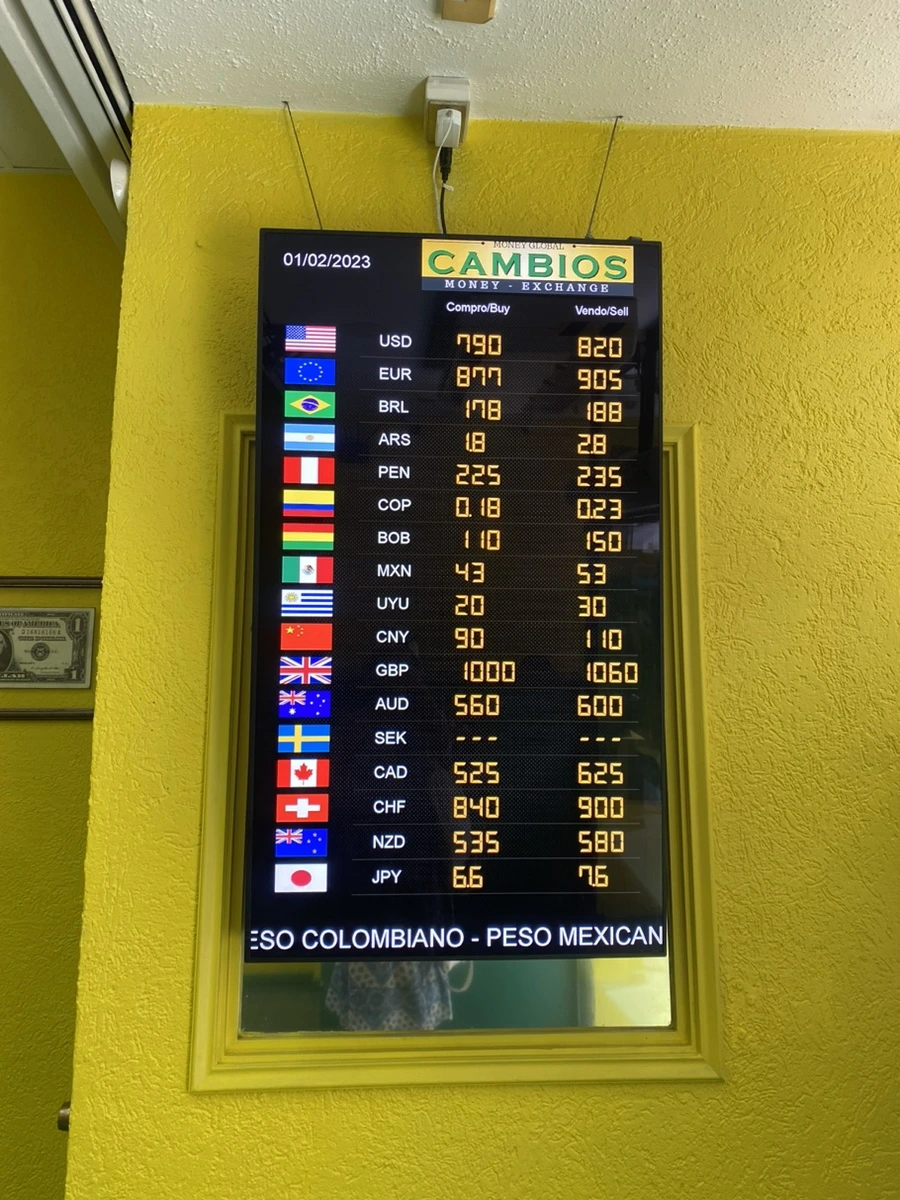 01/02/2023
MONEY GLOBAL
CAMBIOS
MONEY - EXCHANGE
Compro/Buy Vendo/Sell
USD 790 820
EUR 877 905
BRL 178 188
ARS 1.8 2.8
PEN 225 235
COP 0.18 0.23
BOB 110 150
MXN 43 53
UYU 20 30
CNY 90 110
GBP 1000 1060
AUD 560 600
SEK --- ---
CAD 525 625
CHF 840 900
NZD 535 580
JPY 6.6 7.6
ESO COLOMBIANO - PESO MEXICAN
1
1